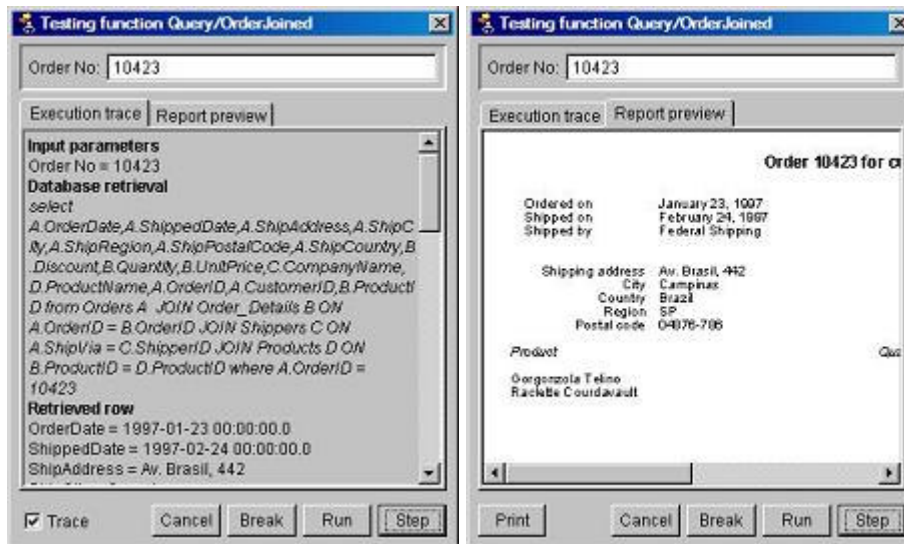 Testing function Query/OrderJoined
Order No: 10423
Execution trace Report preview
Input parameters
Order No = 10423
Database retrieval
select
A.OrderDate,A.ShippedDate,A.ShipAddress,A.ShipC
ity,A.ShipRegion,A.ShipPostalCode,A.ShipCountry,B
.Discount,B.Quantity,B.UnitPrice,C.CompanyName,
D.ProductName,A.OrderID,A.CustomerID,B.ProductI
D from Orders A JOIN Order_Details B ON
A.OrderID = B.OrderID JOIN Shippers C ON
A.ShipVia = C.ShipperID JOIN Products D ON
B.ProductID = D.ProductID where A.OrderID =
10423
Retrieved row
OrderDate = 1997-01-23 00:00:00.0
ShippedDate = 1997-02-24 00:00:00.0
ShipAddress = Av. Brasil, 442
Trace Cancel Break Run Step
Testing function Query/OrderJoined
Order No: 10423
Execution trace Report preview
Order 10423 for cu
Ordered on January 23, 1997
Shipped on February 24, 1997
Shipped by Federal Shipping
Shipping address Av. Brasil, 442
City Campinas
Country Brazil
Region SP
Postal code 04876-786
Product Qua
Gorgonzola Telino
Raclette Courdavault
Print Cancel Break Run Step